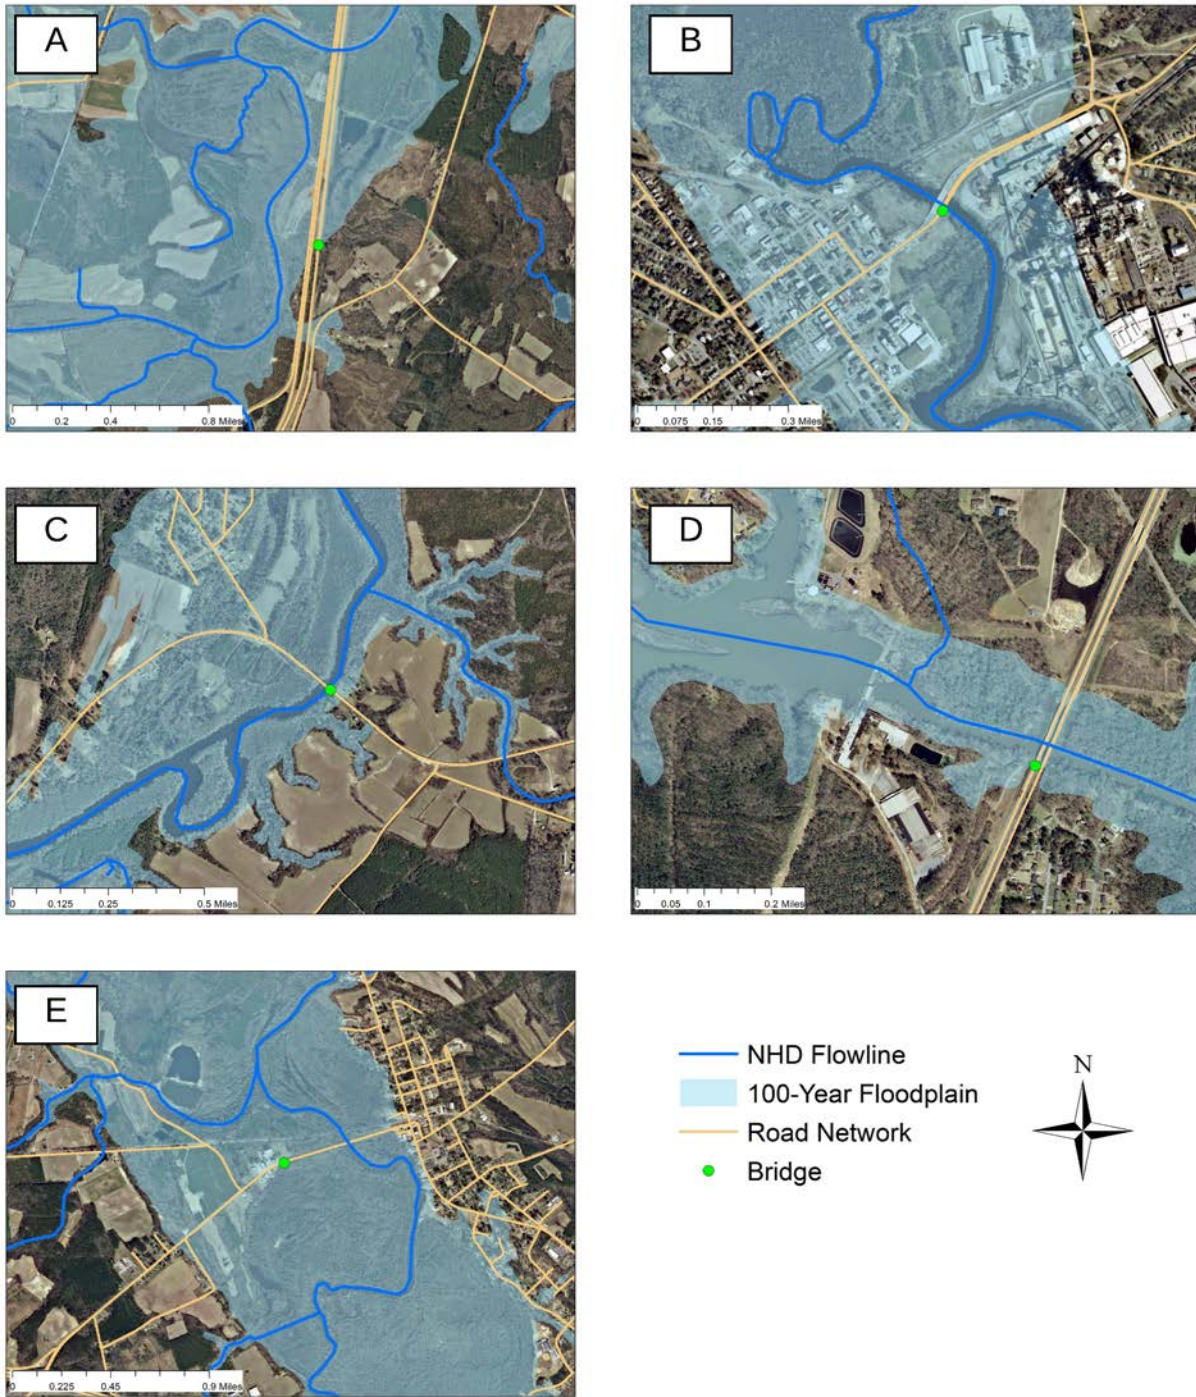 A
0 0.2 0.4 0.8 Miles
B
0 0.075 0.15 0.3 Miles
C
0 0.125 0.25 0.5 Miles
D
0 0.05 0.1 0.2 Miles
E
0 0.225 0.45 0.9 Miles
NHD Flowline
100-Year Floodplain
Road Network
Bridge
N